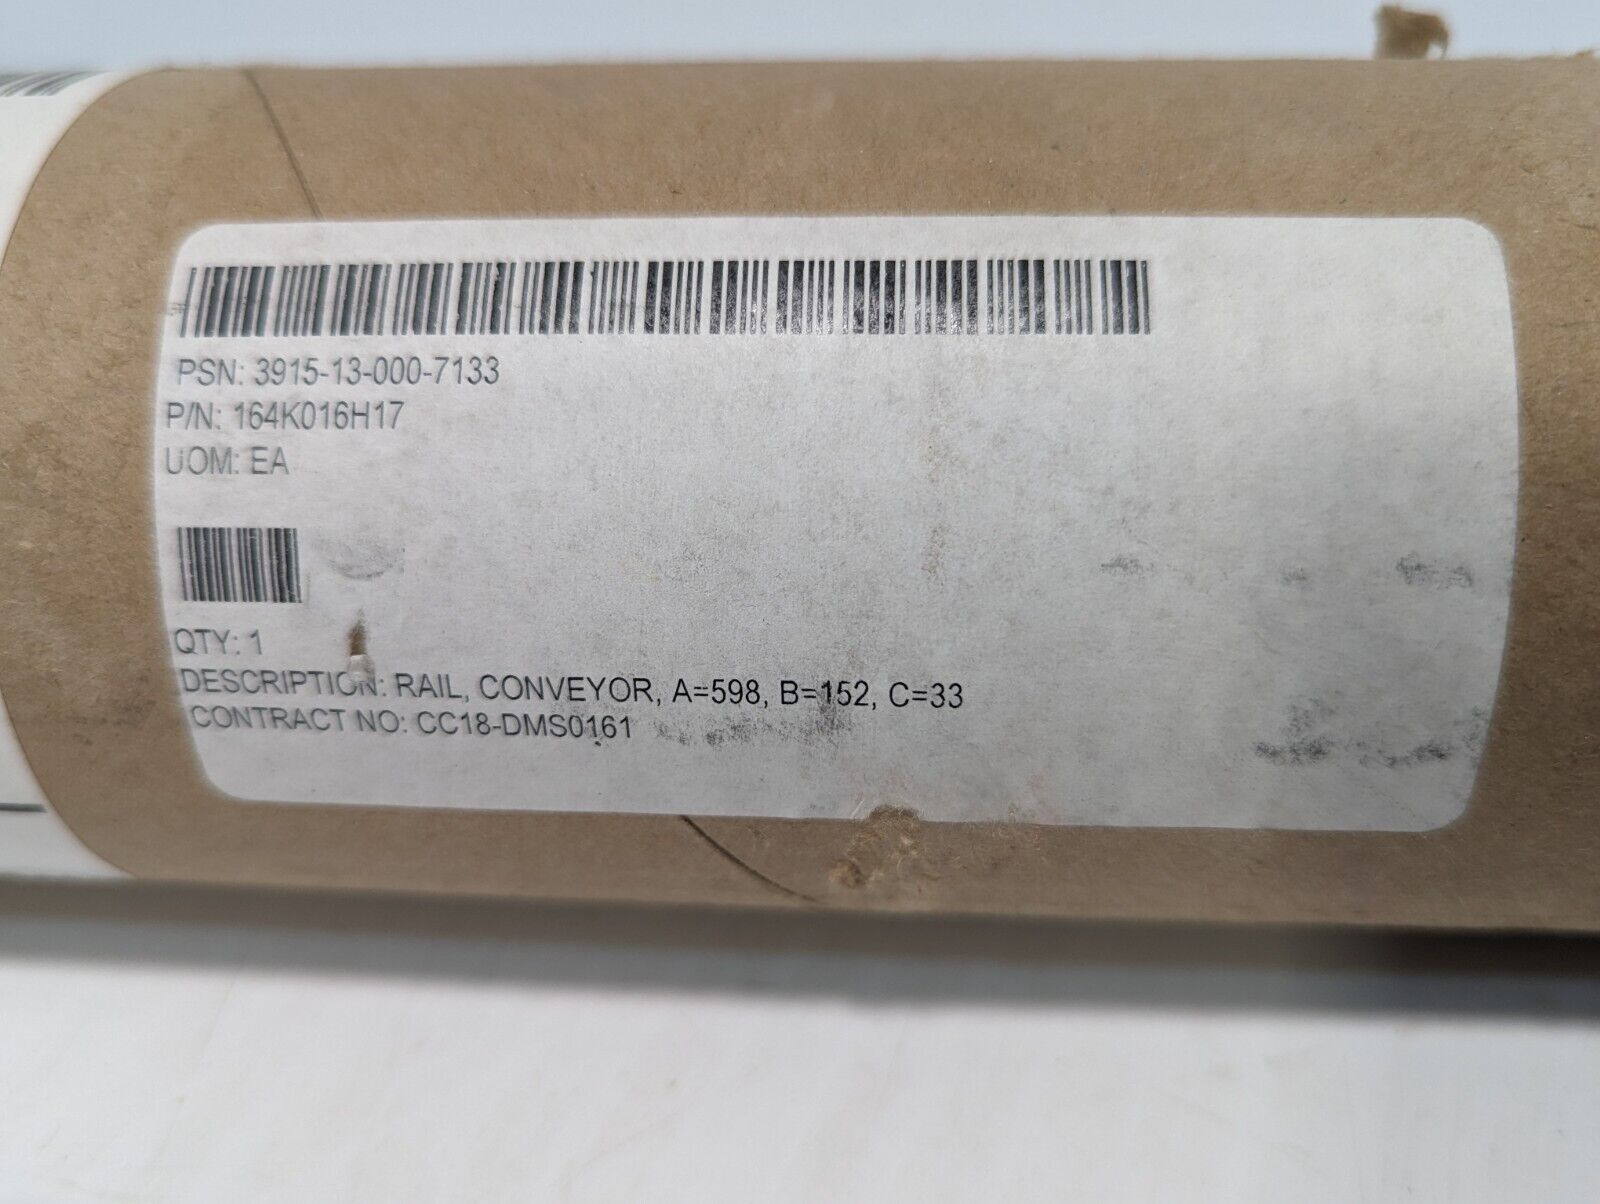 PSN: 3915-13-000-7133
P/N: 164K016H17
UOM: EA
QTY: 1
DESCRIPTION: RAIL, CONVEYOR, A=598, B=152, C=33
CONTRACT NO: CC18-DMS0161